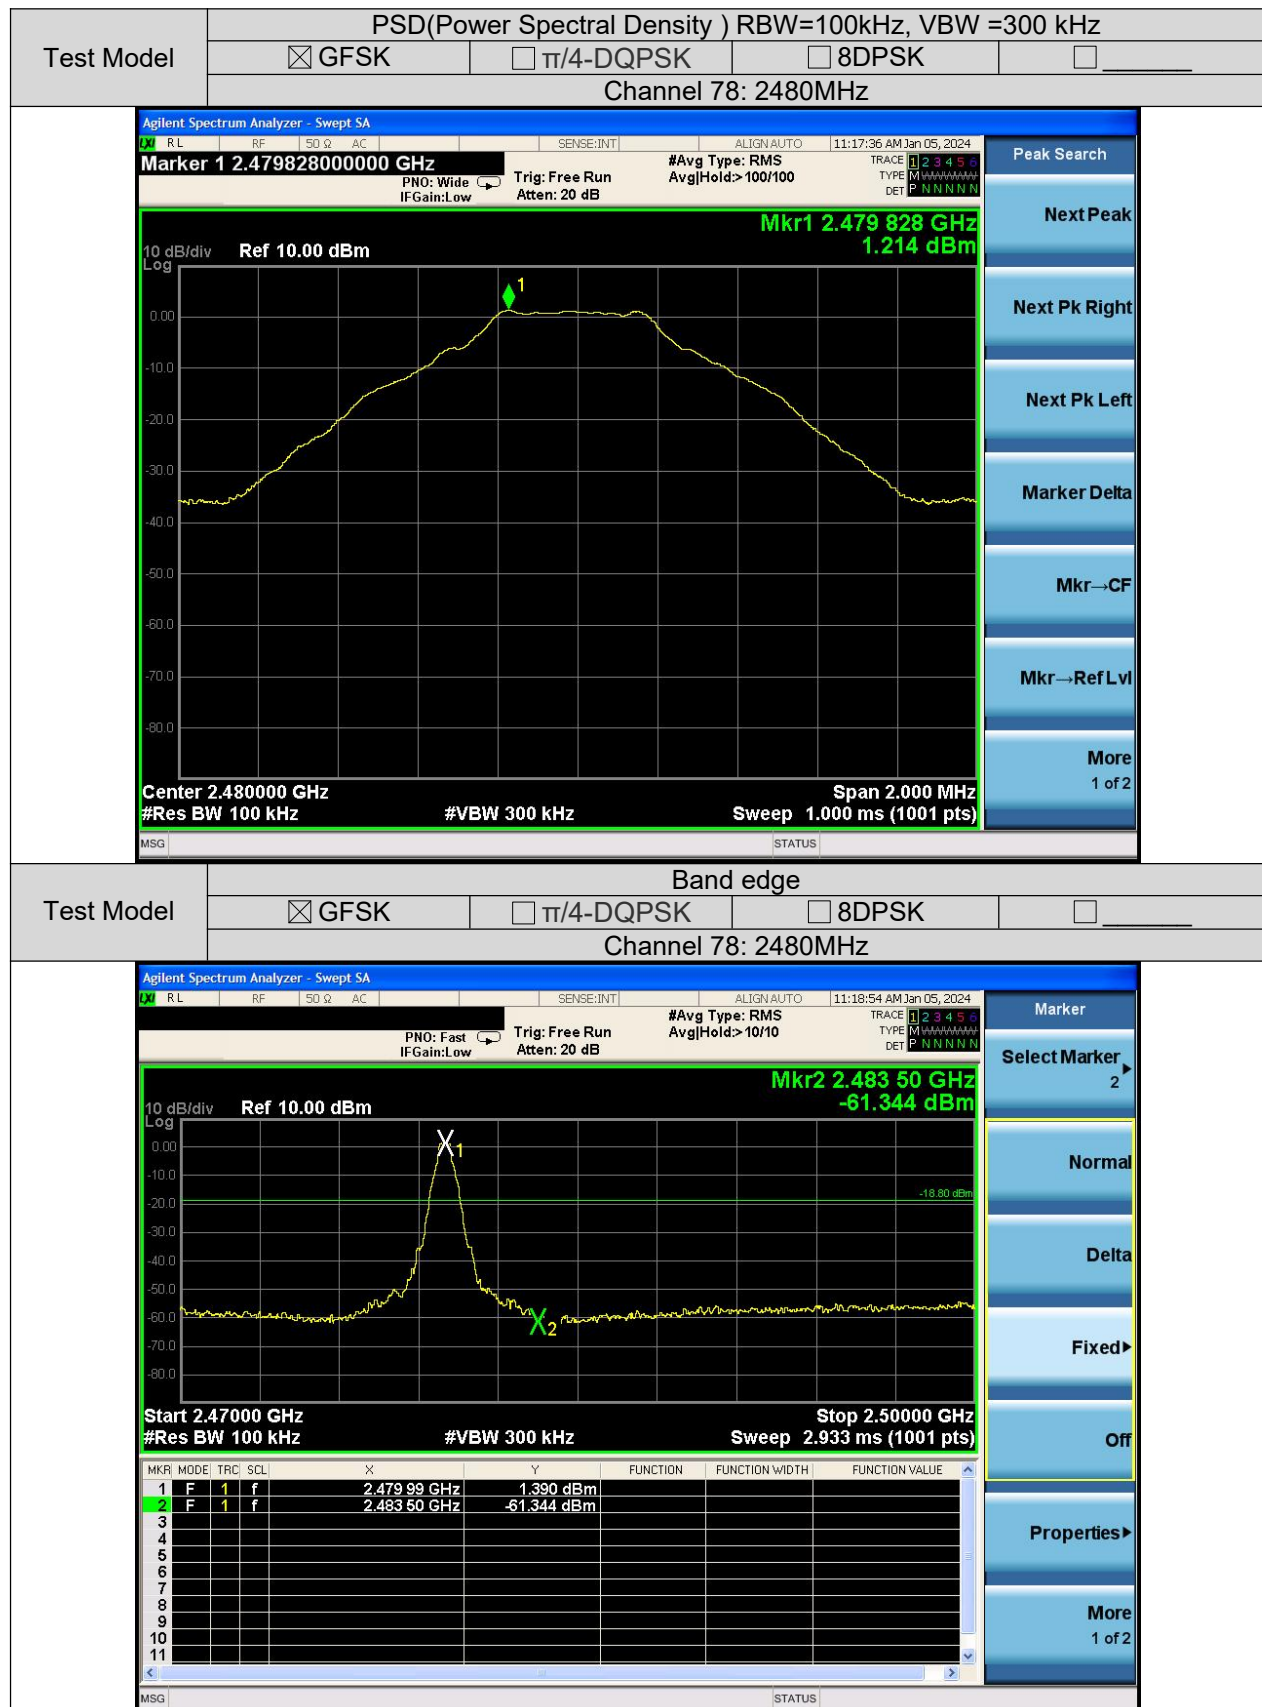 Test Model
PSD(Power Spectral Density ) RBW=100kHz, VBW =300 kHz
☒ GFSK ☐ π/4-DQPSK ☐ 8DPSK ☐ ______
Channel 78: 2480MHz
Agilent Spectrum Analyzer - Swept SA
LXI RL RF 50 Ω AC SENSE:INT ALIGN AUTO 11:17:36 AM Jan 05, 2024
Marker 1 2.479828000000 GHz
PNO: Wide
IFGain:Low
Trig: Free Run
Atten: 20 dB
#Avg Type: RMS
Avg|Hold:>100/100
TRACE 1 2 3 4 5 6
TYPE MWWWWW
DET P N N N N N
Mkr1 2.479 828 GHz
1.214 dBm
10 dB/div
Log
Ref 10.00 dBm
1
0.00
-10.0
-20.0
-30.0
-40.0
-50.0
-60.0
-70.0
-80.0
Center 2.480000 GHz
Span 2.000 MHz
#Res BW 100 kHz
#VBW 300 kHz
Sweep 1.000 ms (1001 pts)
MSG
STATUS
Peak Search
Next Peak
Next Pk Right
Next Pk Left
Marker Delta
Mkr→CF
Mkr→Ref Lvl
More
1 of 2
Test Model
Band edge
☒ GFSK ☐ π/4-DQPSK ☐ 8DPSK ☐ ______
Channel 78: 2480MHz
Agilent Spectrum Analyzer - Swept SA
LXI RL RF 50 Ω AC SENSE:INT ALIGN AUTO 11:18:54 AM Jan 05, 2024
PNO: Fast
IFGain:Low
Trig: Free Run
Atten: 20 dB
#Avg Type: RMS
Avg|Hold:>10/10
TRACE 1 2 3 4 5 6
TYPE MWWWWW
DET P N N N N N
Mkr2 2.483 50 GHz
-61.344 dBm
10 dB/div
Log
Ref 10.00 dBm
1
2
-18.80 dBm
0.00
-10.0
-20.0
-30.0
-40.0
-50.0
-60.0
-70.0
-80.0
Start 2.47000 GHz
Stop 2.50000 GHz
#Res BW 100 kHz
#VBW 300 kHz
Sweep 2.933 ms (1001 pts)
MKR MODE TRC SCL X Y FUNCTION FUNCTION WIDTH FUNCTION VALUE
1 F 1 f 2.479 99 GHz 1.390 dBm
2 F 1 f 2.483 50 GHz -61.344 dBm
3
4
5
6
7
8
9
10
11
MSG
STATUS
Marker
Select Marker
2
Normal
Delta
Fixed
Off
Properties
More
1 of 2